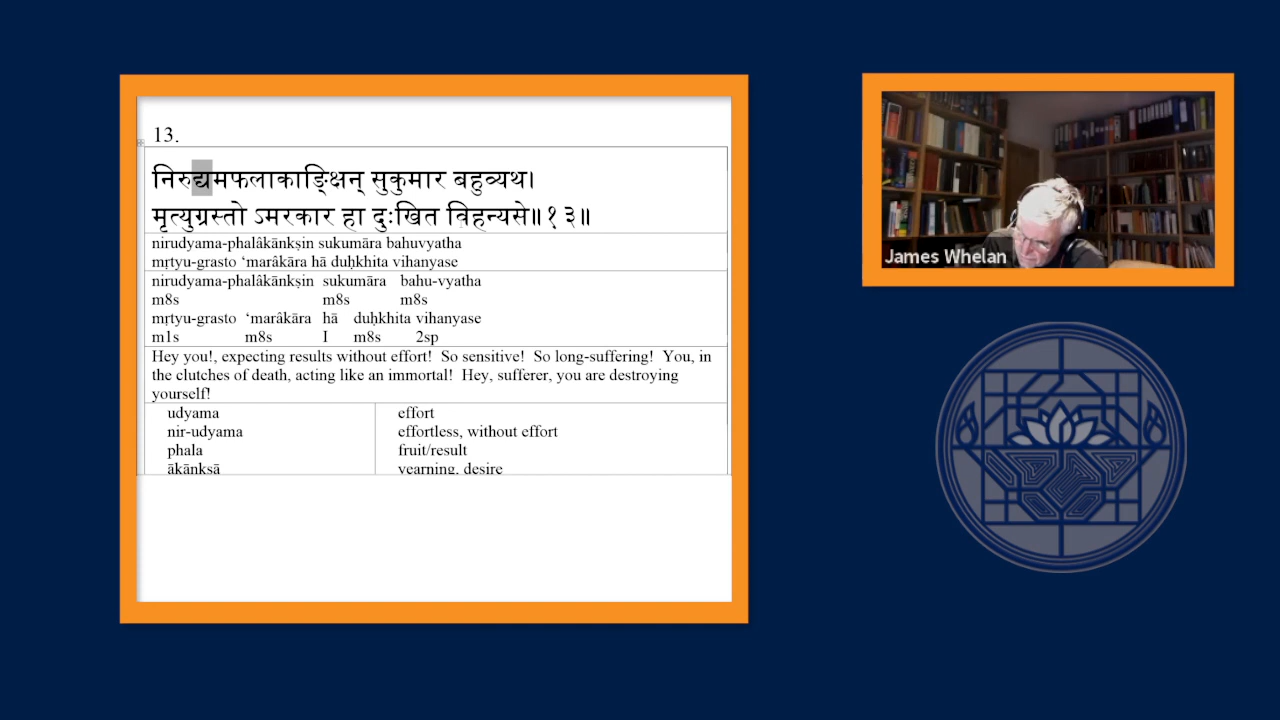 13.
निरुद्यमफलाकाङ्क्षिन् सुकुमार बहुव्यथ।
मृत्युग्रस्तो ऽमरकार हा दुःखित विहन्यसे॥१३॥
nirudyama-phalâkānkṣin sukumāra bahuvyatha
mṛtyu-grasto ‘marâkāra hā duḥkhita vihanyase
nirudyama-phalâkānkṣin sukumāra bahu-vyatha
m8s m8s m8s
mṛtyu-grasto ‘marâkāra hā duḥkhita vihanyase
m1s m8s I m8s 2sp
Hey you!, expecting results without effort! So sensitive! So long-suffering! You, in
the clutches of death, acting like an immortal! Hey, sufferer, you are destroying
yourself!
udyama effort
nir-udyama effortless, without effort
phala fruit/result
ākānkṣā yearning, desire
James Whelan